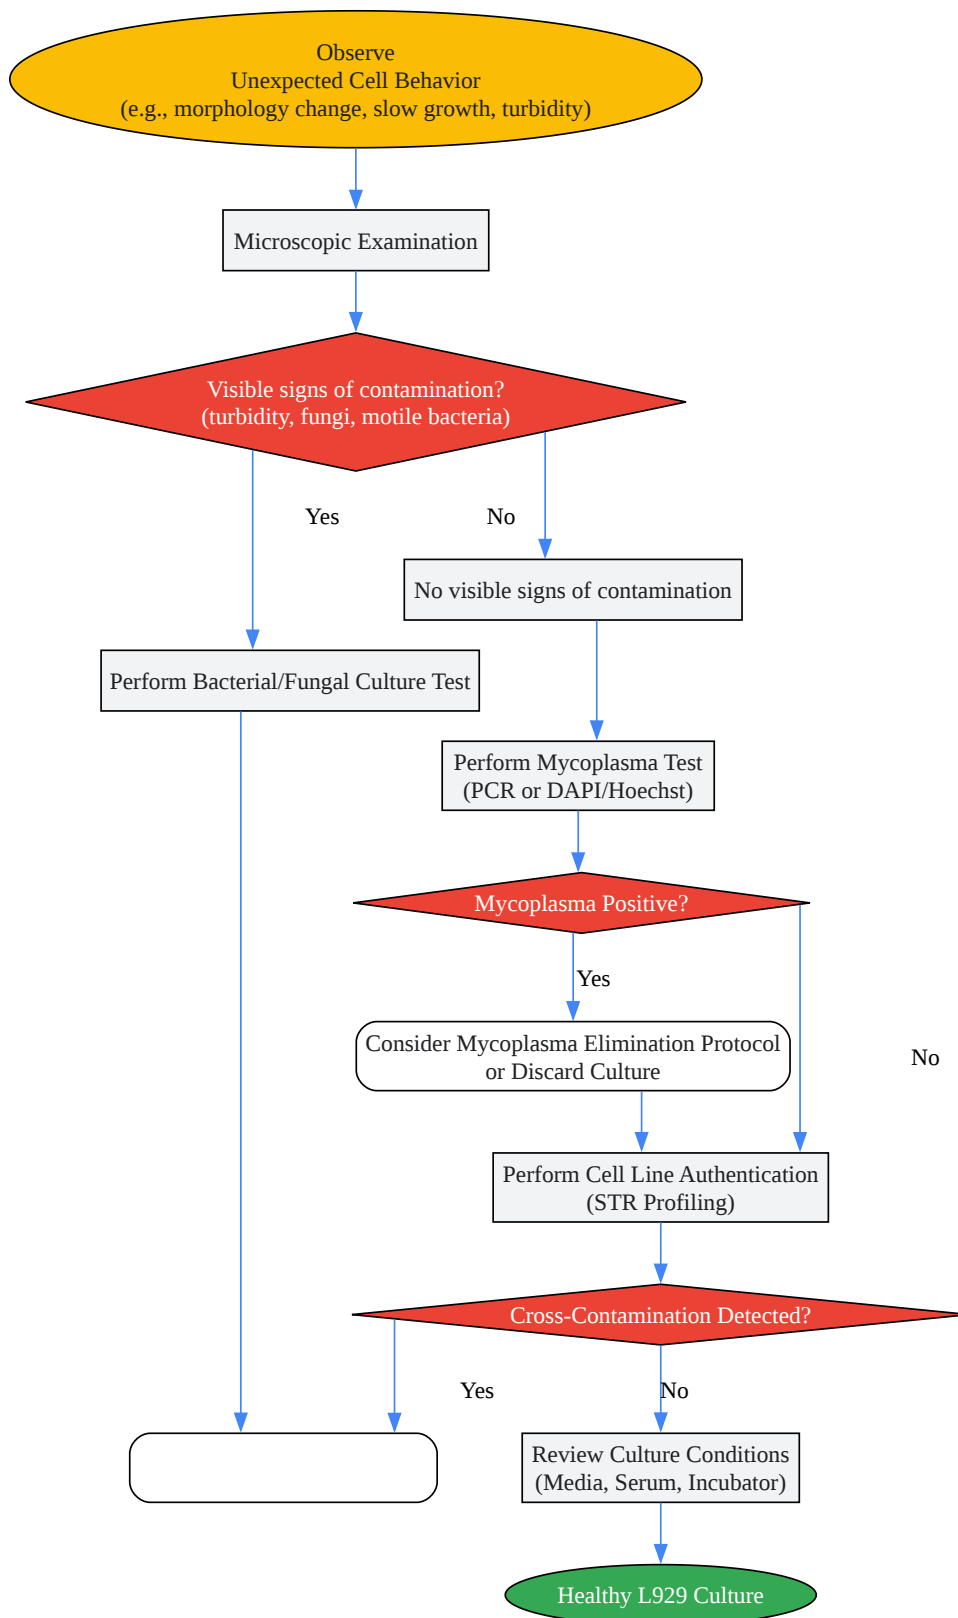 Observe
Unexpected Cell Behavior
(e.g., morphology change, slow growth, turbidity)
Microscopic Examination
Visible signs of contamination?
(turbidity, fungi, motile bacteria)
Yes
No
No visible signs of contamination
Perform Bacterial/Fungal Culture Test
Perform Mycoplasma Test
(PCR or DAPI/Hoechst)
Mycoplasma Positive?
Yes
Consider Mycoplasma Elimination Protocol
or Discard Culture
No
Perform Cell Line Authentication
(STR Profiling)
Cross-Contamination Detected?
Yes
No
Review Culture Conditions
(Media, Serum, Incubator)
Healthy L929 Culture